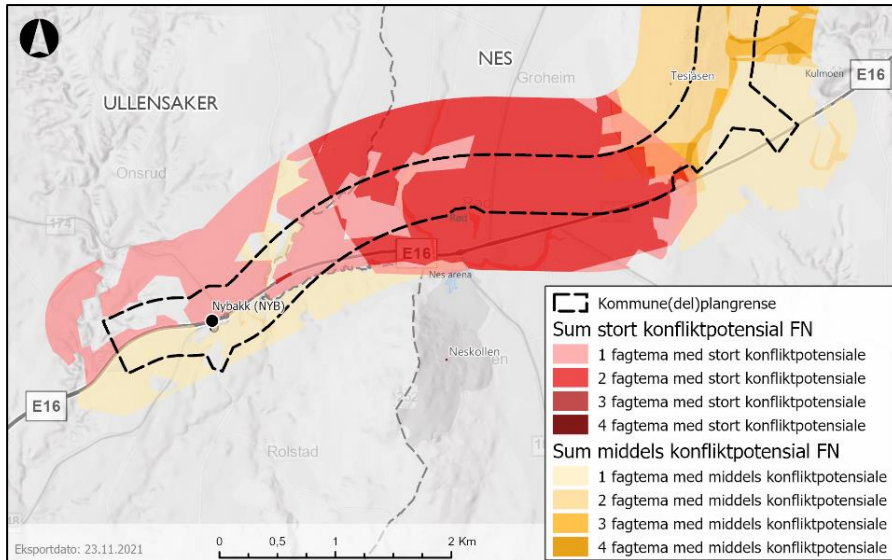 NES
Groheim
Tesjåsen
Kulmoen
E16
ULLENSAKER
Onsrud
174
Rød
Rød
E16
Nes arena
Nybakk (NYB)
Neskollen
E16
Rolstad
Kommune(del)plangrense
Sum stort konfliktpotensial FN
1 fagtema med stort konfliktpotensiale
2 fagtema med stort konfliktpotensiale
3 fagtema med stort konfliktpotensiale
4 fagtema med stort konfliktpotensiale
Sum middels konfliktpotensial FN
1 fagtema med middels konfliktpotensiale
2 fagtema med middels konfliktpotensiale
3 fagtema med middels konfliktpotensiale
4 fagtema med middels konfliktpotensiale
Eksportdato: 23.11.2021
0 0,5 1 2 Km